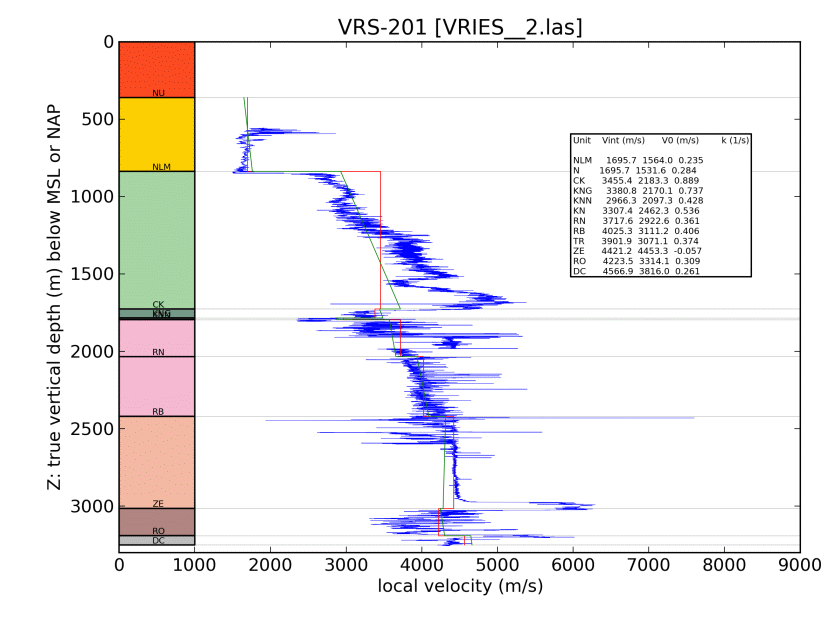 VRS-201 [VRIES__2.las]
Z: true vertical depth (m) below MSL or NAP
0
500
1000
1500
2000
2500
3000
NU
NLM
CK
KNN
RN
RB
ZE
RO
DC
Unit Vint (m/s) V0 (m/s) k (1/s)
NLM 1695.7 1564.0 0.235
N 1695.7 1531.6 0.284
CK 3455.4 2183.3 0.889
KNG 3380.8 2170.1 0.737
KNN 2966.3 2097.3 0.428
KN 3307.4 2462.3 0.536
RN 3717.6 2922.6 0.361
RB 4025.3 3111.2 0.406
TR 3901.9 3071.1 0.374
ZE 4421.2 4453.3 -0.057
RO 4223.5 3314.1 0.309
DC 4566.9 3816.0 0.261
0 1000 2000 3000 4000 5000 6000 7000 8000 9000
local velocity (m/s)